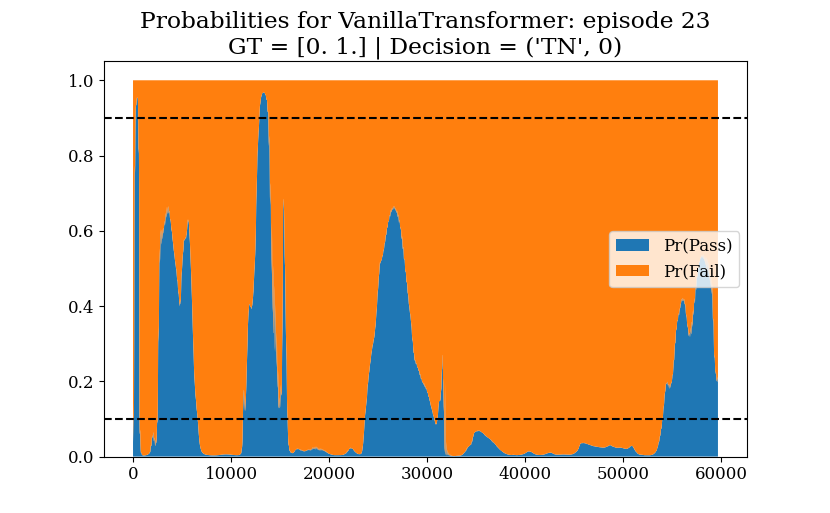 Probabilities for VanillaTransformer: episode 23
GT = [0. 1.] | Decision = ('TN', 0)
1.0
0.8
0.6
0.4
0.2
0.0
Pr(Pass)
Pr(Fail)
0 10000 20000 30000 40000 50000 60000